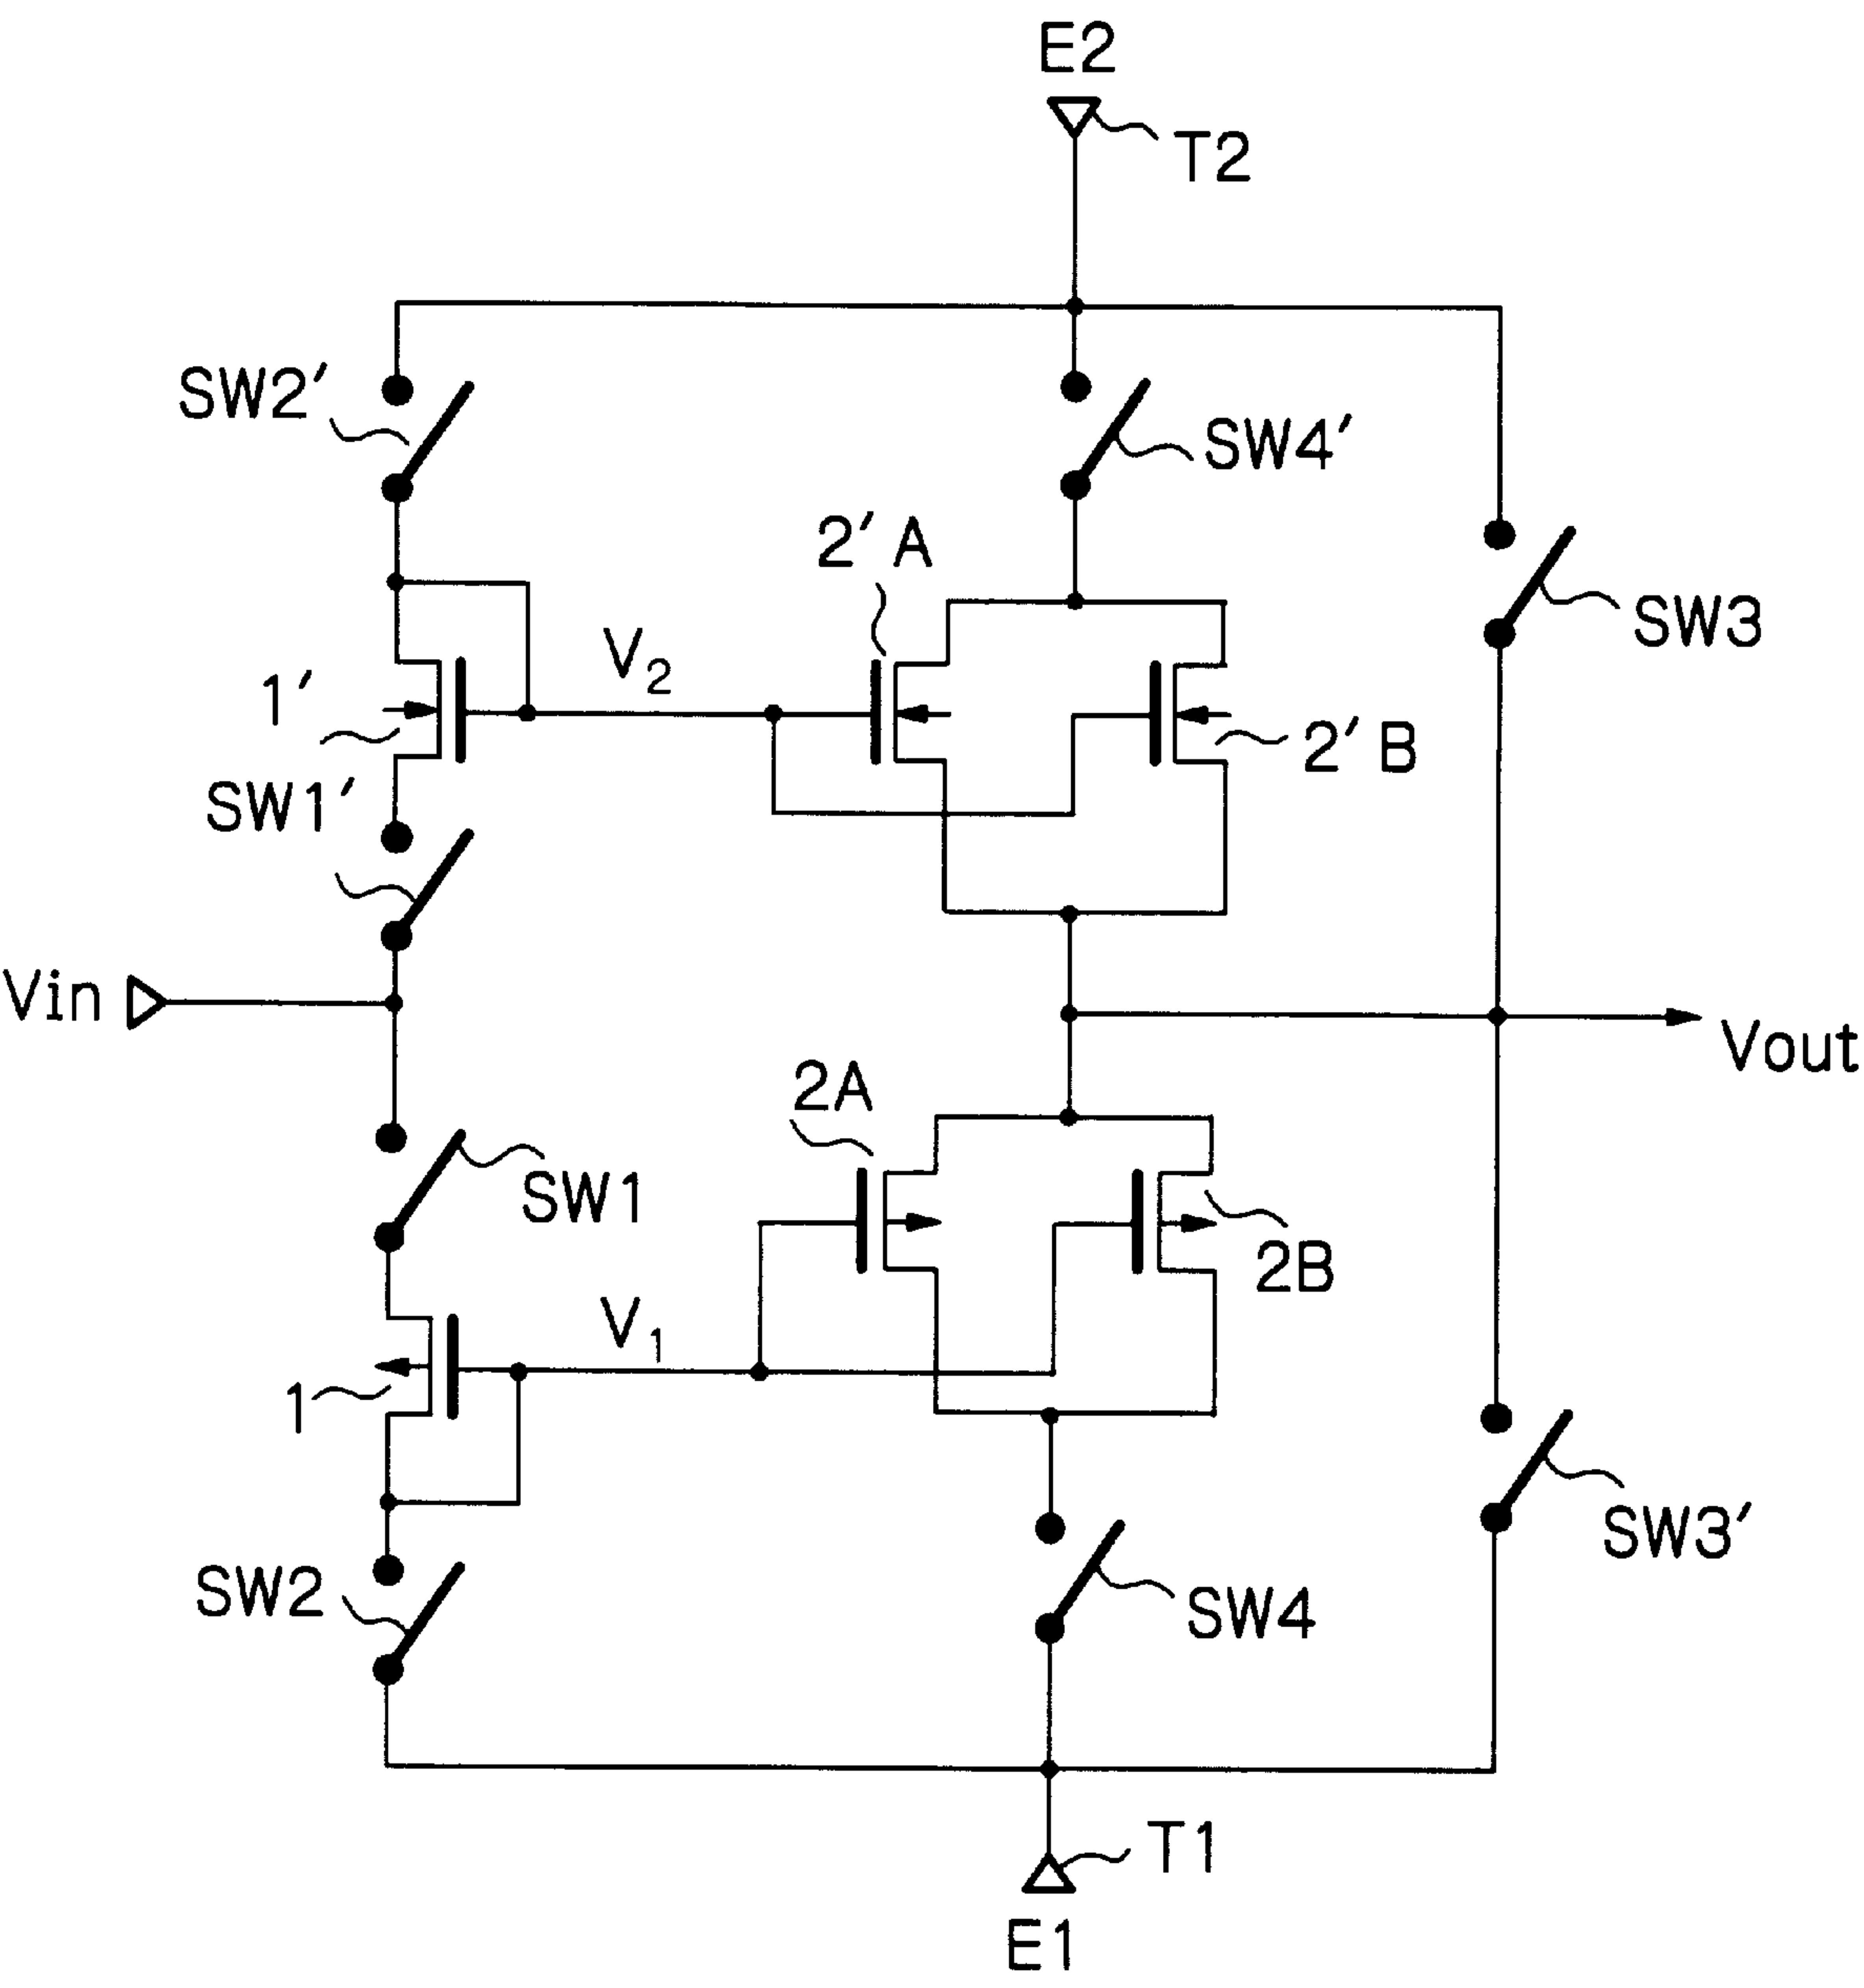 E2
T2
SW2'
SW4'
2'A
SW3
V2
1'
2'B
SW1'
Vin
Vout
2A
SW1
2B
V1
1
SW3'
SW2
SW4
T1
E1